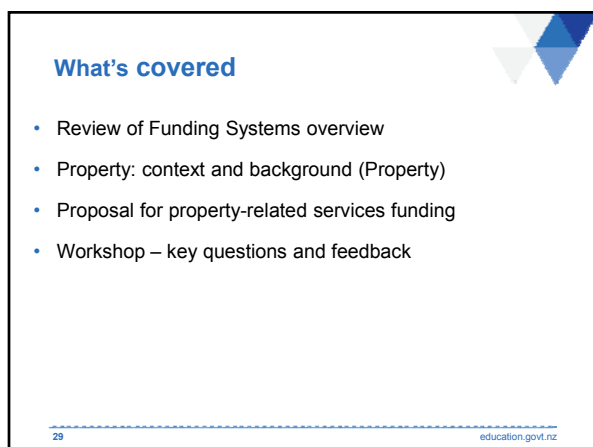 What's covered
• Review of Funding Systems overview
• Property: context and background (Property)
• Proposal for property-related services funding
• Workshop – key questions and feedback
29
education.govt.nz